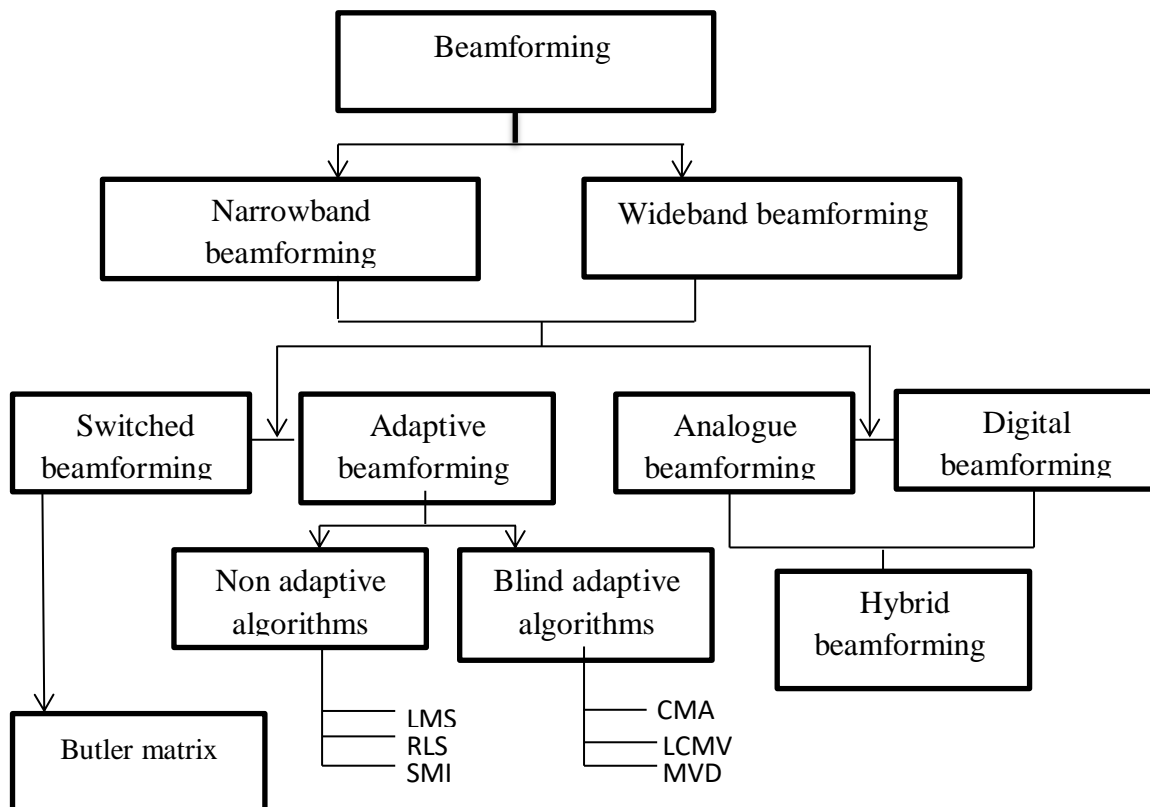 Beamforming
Narrowband
beamforming
Wideband beamforming
Switched
beamforming
Adaptive
beamforming
Analogue
beamforming
Digital
beamforming
Non adaptive
algorithms
Blind adaptive
algorithms
Hybrid
beamforming
Butler matrix
LMS
RLS
SMI
CMA
LCMV
MVD